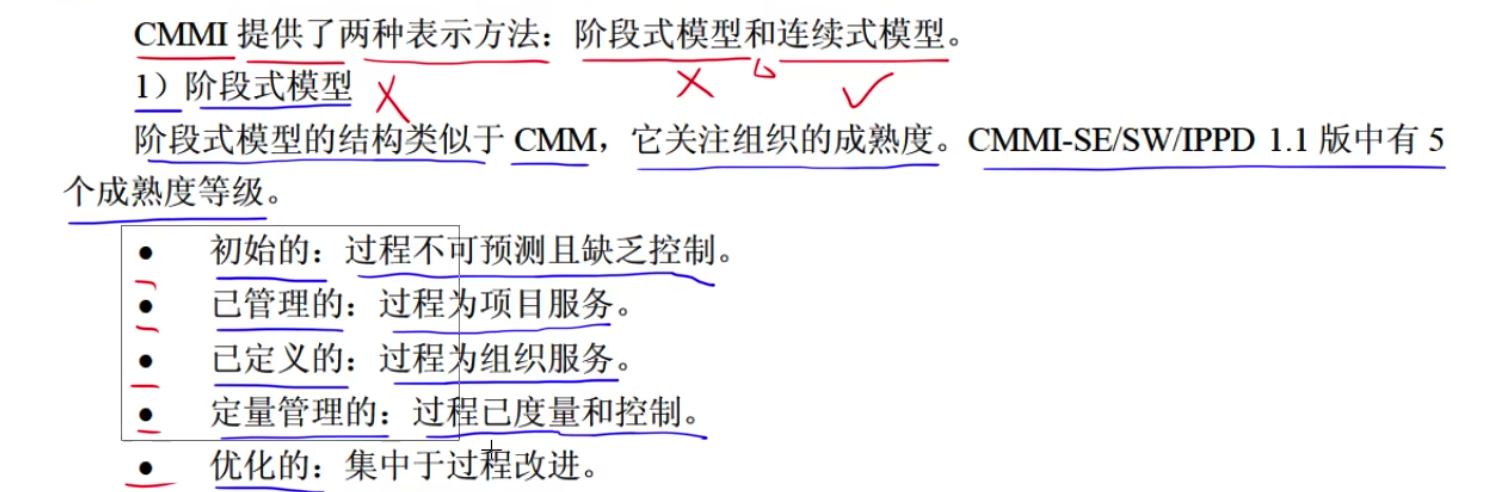 CMMI 提供了两种表示方法：阶段式模型和连续式模型。
1）阶段式模型
阶段式模型的结构类似于 CMM，它关注组织的成熟度。CMMI-SE/SW/IPPD 1.1 版中有 5
个成熟度等级。
● 初始的：过程不可预测且缺乏控制。
● 已管理的：过程为项目服务。
● 已定义的：过程为组织服务。
● 定量管理的：过程已度量和控制。
● 优化的：集中于过程改进。